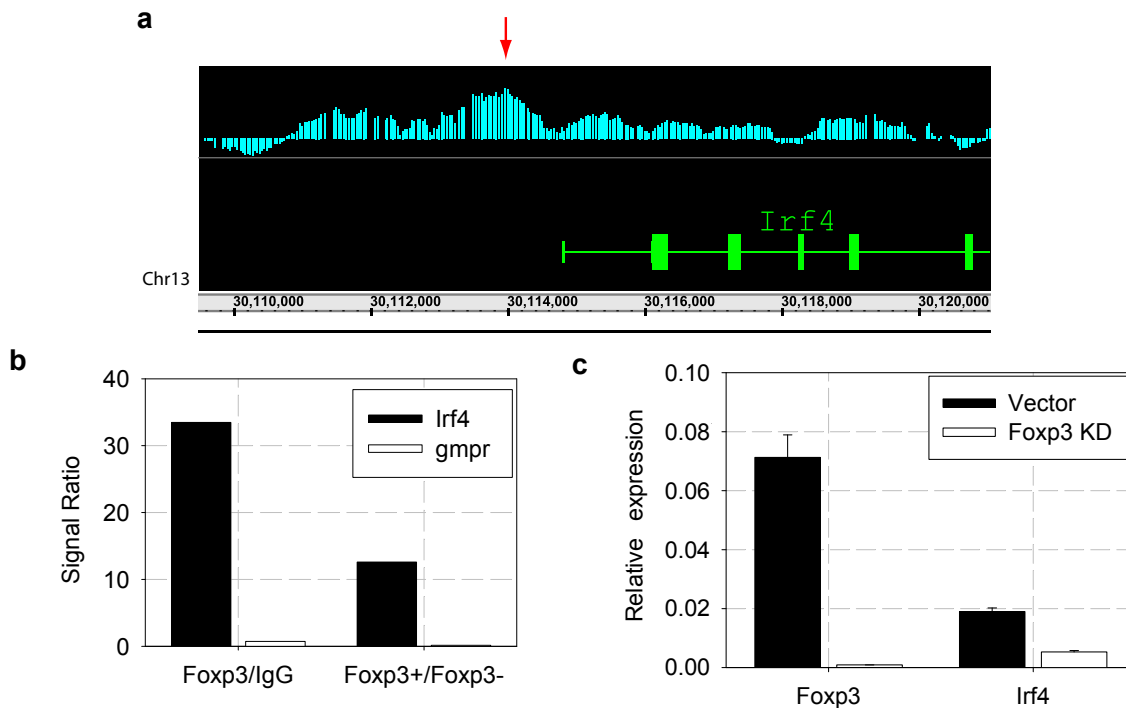 a
Irf4
Chr13
30,110,000 30,112,000 30,114,000 30,116,000 30,118,000 30,120,000
b
40
30
20
10
0
Signal Ratio
Irf4
gmpr
Foxp3/IgG Foxp3+/Foxp3-
c
0.10
0.08
0.06
0.04
0.02
0.00
Relative expression
Vector
Foxp3 KD
Foxp3 Irf4